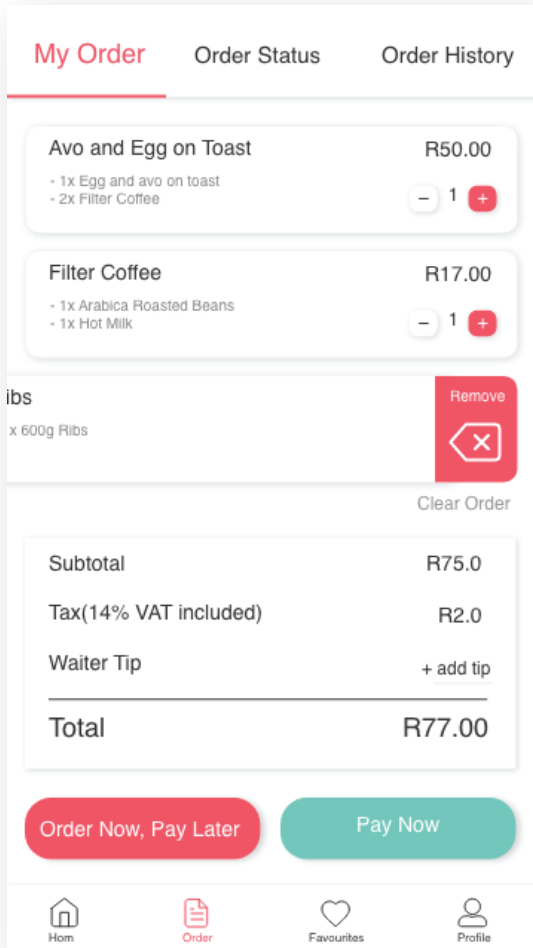 My Order Order Status Order History
Avo and Egg on Toast R50.00
- 1x Egg and avo on toast
- 2x Filter Coffee
− 1 +
Filter Coffee R17.00
- 1x Arabica Roasted Beans
- 1x Hot Milk
− 1 +
ibs Remove
x 600g Ribs
Clear Order
Subtotal R75.0
Tax(14% VAT included) R2.0
Waiter Tip + add tip
Total R77.00
Order Now, Pay Later Pay Now
Hom Order Favourites Profile